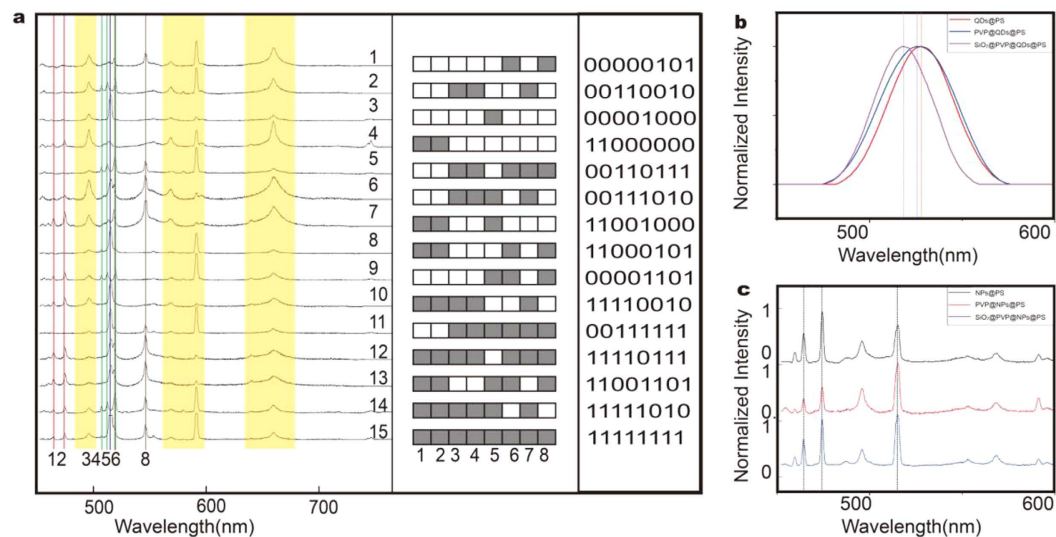 a
1
2
3
4
5
6
7
8
9
10
11
12
13
14
15
12 3456 8
500 600 700
Wavelength(nm)
1 2 3 4 5 6 7 8
00000101
00110010
00001000
11000000
00110111
00111010
11001000
11000101
00001101
11110010
00111111
11110111
11001101
11111010
11111111
b
QDs@PS
PVP@QDs@PS
SiO₂@PVP@QDs@PS
Normalized Intensity
500 600
Wavelength(nm)
c
NPs@PS
PVP@NPs@PS
SiO₂@PVP@NPs@PS
Normalized Intensity
1
0
1
0
1
0
500 600
Wavelength(nm)